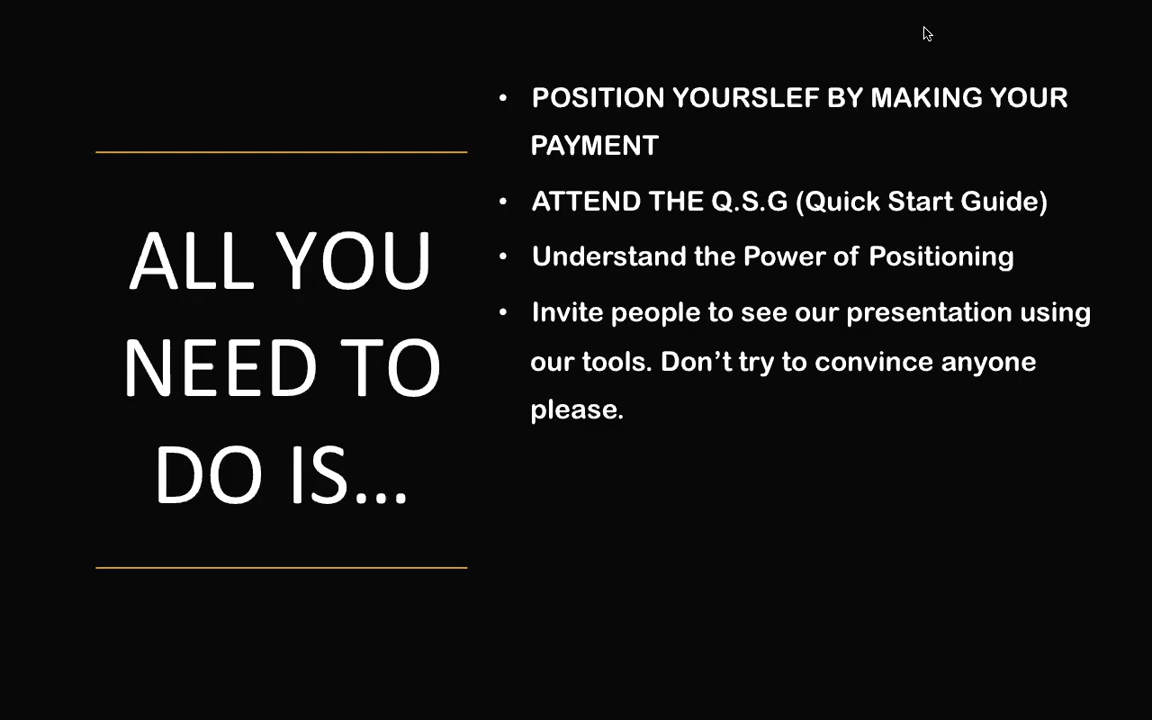 ALL YOU
NEED TO
DO IS...
• POSITION YOURSLEF BY MAKING YOUR
PAYMENT
• ATTEND THE Q.S.G (Quick Start Guide)
• Understand the Power of Positioning
• Invite people to see our presentation using
our tools. Don’t try to convince anyone
please.